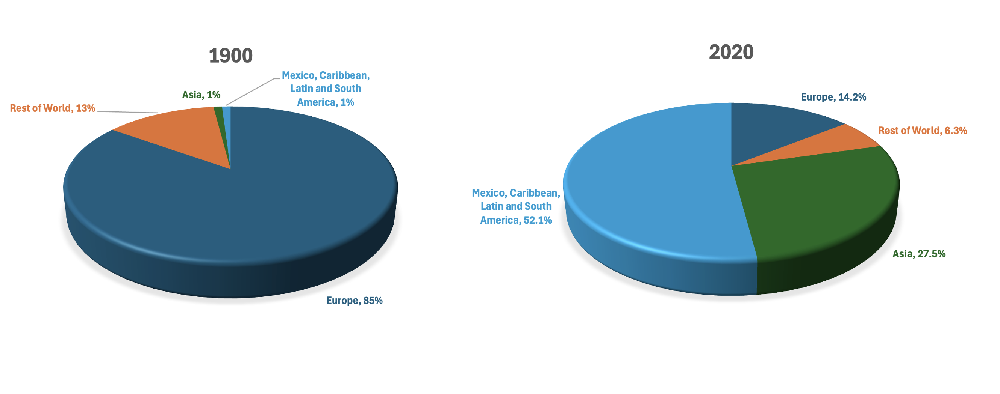 1900
Mexico, Caribbean,
Latin and South
America, 1%
Asia, 1%
Rest of World, 13%
Europe, 85%
2020
Europe, 14.2%
Rest of World, 6.3%
Mexico, Caribbean,
Latin and South
America, 52.1%
Asia, 27.5%